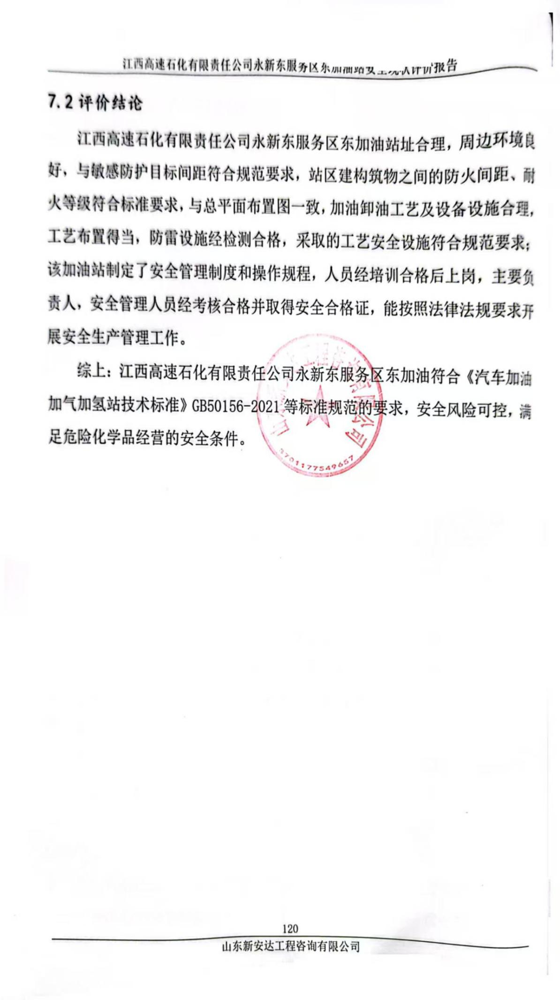 江西高速石化有限责任公司永新东服务区东加油站安全现状评价报告
7.2 评价结论
江西高速石化有限责任公司永新东服务区东加油站址合理，周边环境良
好、与敏感防护目标间距符合规范要求，站区建构筑物之间的防火间距、耐
火等级符合标准要求，与总平面布置图一致，加油卸油工艺及设备设施合理，
工艺布置得当，防雷设施经检测合格，采取的工艺安全设施符合规范要求；
该加油站制定了安全管理制度和操作规程，人员经培训合格后上岗，主要负
责人，安全管理人员经考核合格并取得安全合格证，能按照法律法规要求开
展安全生产管理工作。
综上：江西高速石化有限责任公司永新东服务区东加油符合《汽车加油
加气加氢站技术标准》GB50156-2021 等标准规范的要求，安全风险可控，满
足危险化学品经营的安全条件。
工程咨询有限公司
3701177549657
120
山东新安达工程咨询有限公司